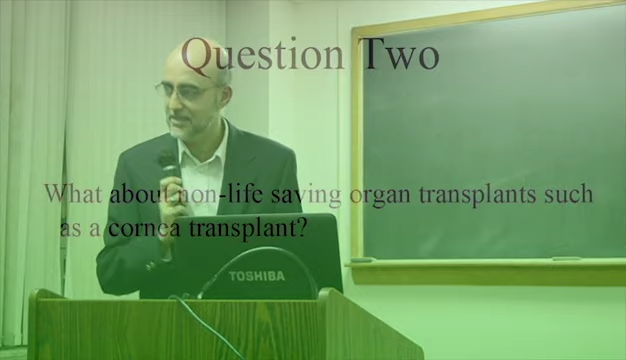 Question Two
What about non-life saving organ transplants such
as a cornea transplant?
TOSHIBA